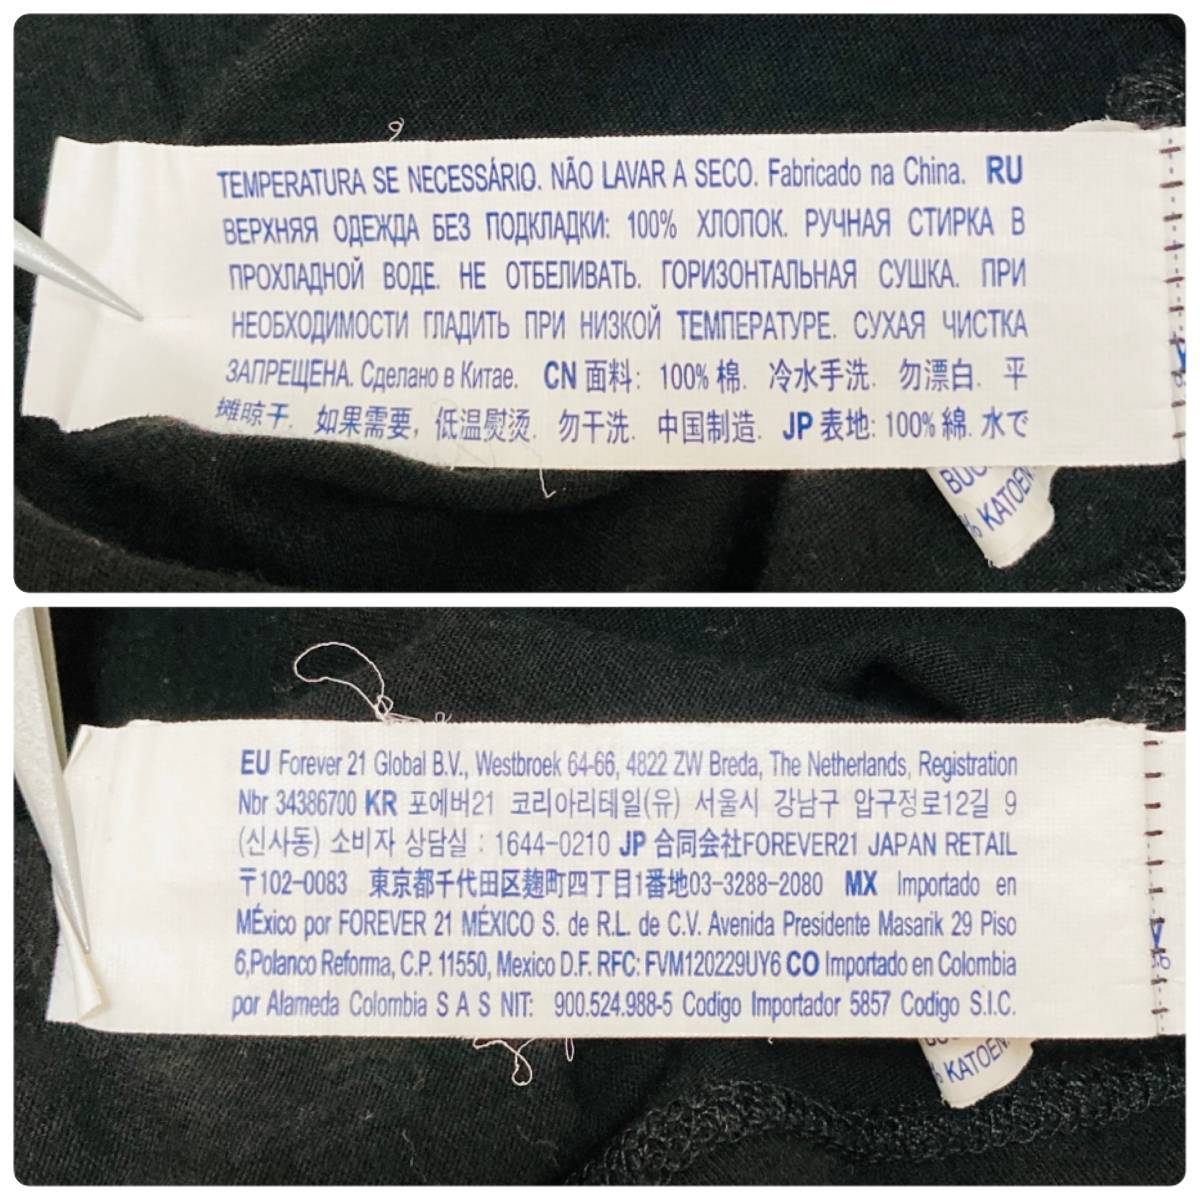 TEMPERATURA SE NECESSÁRIO. NÃO LAVAR A SECO. Fabricado na China. RU
ВЕРХНЯЯ ОДЕЖДА БЕЗ ПОДКЛАДКИ: 100% ХЛОПОК. РУЧНАЯ СТИРКА В
ПРОХЛАДНОЙ ВОДЕ. НЕ ОТБЕЛИВАТЬ. ГОРИЗОНТАЛЬНАЯ СУШКА. ПРИ
НЕОБХОДИМОСТИ ГЛАДИТЬ ПРИ НИЗКОЙ ТЕМПЕРАТУРЕ. СУХАЯ ЧИСТКА
ЗАПРЕЩЕНА. Сделано в Китае. CN 面料: 100% 棉. 冷水手洗. 勿漂白. 平
摊晾干. 如果需要, 低温熨烫. 勿干洗. 中国制造. JP 表地: 100% 綿. 水で
% KATOEN
EU Forever 21 Global B.V., Westbroek 64-66, 4822 ZW Breda, The Netherlands, Registration
Nbr 34386700 KR 포에버21 코리아리테일(유) 서울시 강남구 압구정로12길 9
(신사동) 소비자 상담실 : 1644-0210 JP 合同会社FOREVER21 JAPAN RETAIL
〒102-0083 東京都千代田区麹町四丁目1番地03-3288-2080 MX Importado en
MÉxico por FOREVER 21 MÉXICO S. de R.L. de C.V. Avenida Presidente Masarik 29 Piso
6,Polanco Reforma, C.P. 11550, Mexico D.F. RFC: FVM120229UY6 CO Importado en Colombia
por Alameda Colombia S A S NIT: 900.524.988-5 Codigo Importador 5857 Codigo S.I.C.
% KATOEN